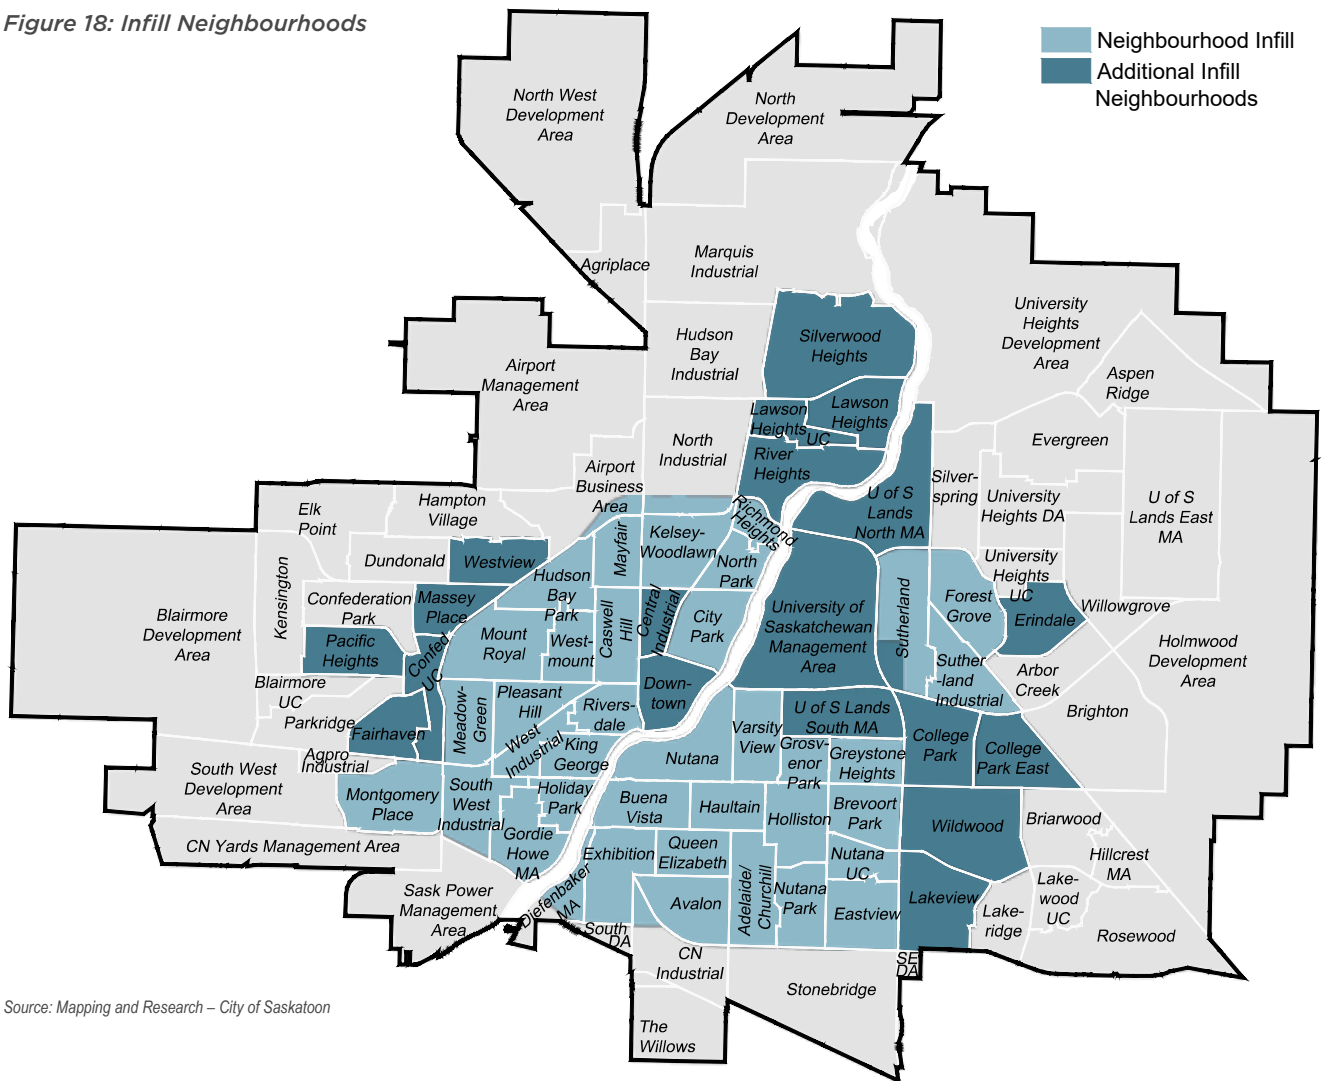 Figure 18: Infill Neighbourhoods
Neighbourhood Infill
Additional Infill
Neighbourhoods
North West
Development
Area
North
Development
Area
Agriplace
Marquis
Industrial
University
Heights
Development
Area
Hudson
Bay
Industrial
Silverwood
Heights
Airport
Management
Area
Aspen
Ridge
Lawson
Heights
UC
Lawson
Heights
Evergreen
North
Industrial
River
Heights
Airport
Business
Area
Silver-
spring
University
Heights DA
U of S
Lands East
MA
Elk
Point
Hampton
Village
U of S
Lands
North MA
Richmond
Heights
Kelsey-
Woodlawn
Mayfair
Dundonald
Westview
Hudson
Bay
Park
North
Park
University
Heights
UC
Kensington
Confederation
Park
Massey
Place
Central
Industrial
City
Park
University of
Saskatchewan
Management
Area
Sutherland
Forest
Grove
Erindale
Willowgrove
Blairmore
Development
Area
Pacific
Heights
Confed
UC
Mount
Royal
West-
mount
Caswell
Hill
Holmwood
Development
Area
Suther
-land
Industrial
Arbor
Creek
Blairmore
UC
Parkridge
Fairhaven
Meadow-
Green
Pleasant
Hill
Rivers-
dale
Down-
town
Brighton
U of S Lands
South MA
Varsity
View
College
Park
College
Park East
West
Industrial
King
George
Nutana
Grosv-
enor
Park
Greystone
Heights
Agpro
Industrial
South West
Development
Area
Montgomery
Place
South
West
Industrial
Holiday
Park
Buena
Vista
Haultain
Holliston
Brevoort
Park
Wildwood
Briarwood
Gordie
Howe
MA
CN Yards Management Area
Exhibition
Queen
Elizabeth
Nutana
UC
Hillcrest
MA
Sask Power
Management
Area
Diefenbaker
MA
Avalon
Adelaide/
Churchill
Nutana
Park
Eastview
Lakeview
Lake-
ridge
Lake-
wood
UC
Rosewood
South
DA
CN
Industrial
SE
DA
Stonebridge
The
Willows
Source: Mapping and Research – City of Saskatoon